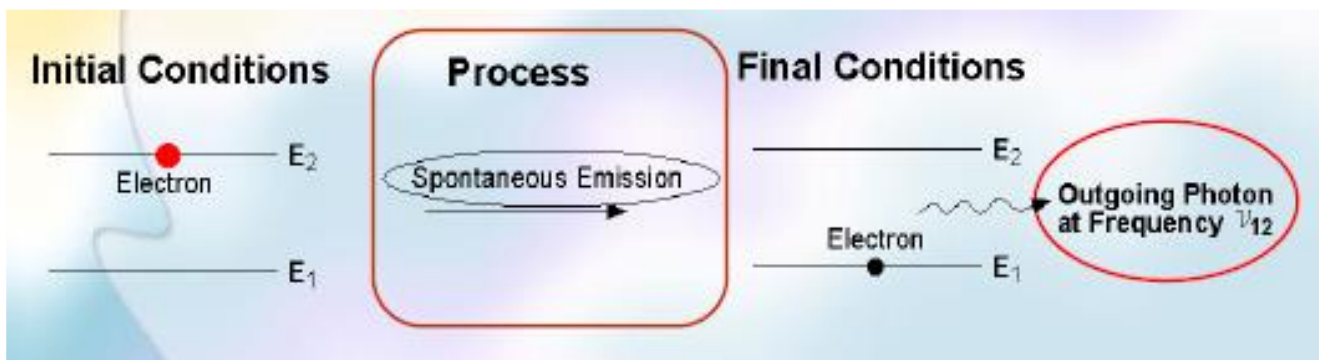 Initial Conditions
Process
Final Conditions
E₂
Electron
E₁
Spontaneous Emission
E₂
Outgoing Photon
at Frequency ν₁₂
Electron
E₁